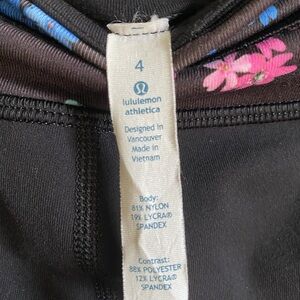 4
lululemon
athletica
Designed in
Vancouver
Made in
Vietnam
Body:
81% NYLON
19% LYCRA®
SPANDEX
Contrast:
88% POLYESTER
12% LYCRA®
SPANDEX